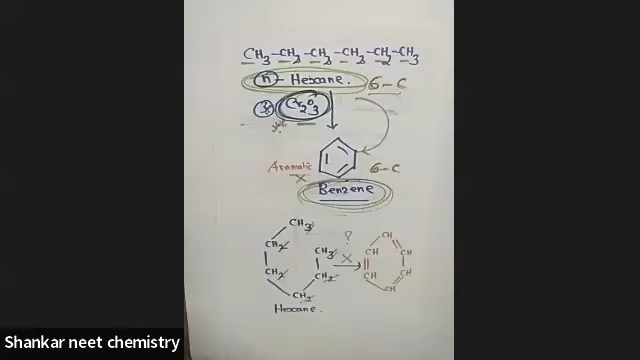 CH3-CH2-CH2-CH2-CH2-CH3
n - Hexane. 6-C
Cr2O3
Aromatic 6-C
X
Benzene
CH3
CH2 CH3 ? CH
CH2 CH2 X CH CH
CH2 CH CH
Hexane. CH
Shankar neet chemistry